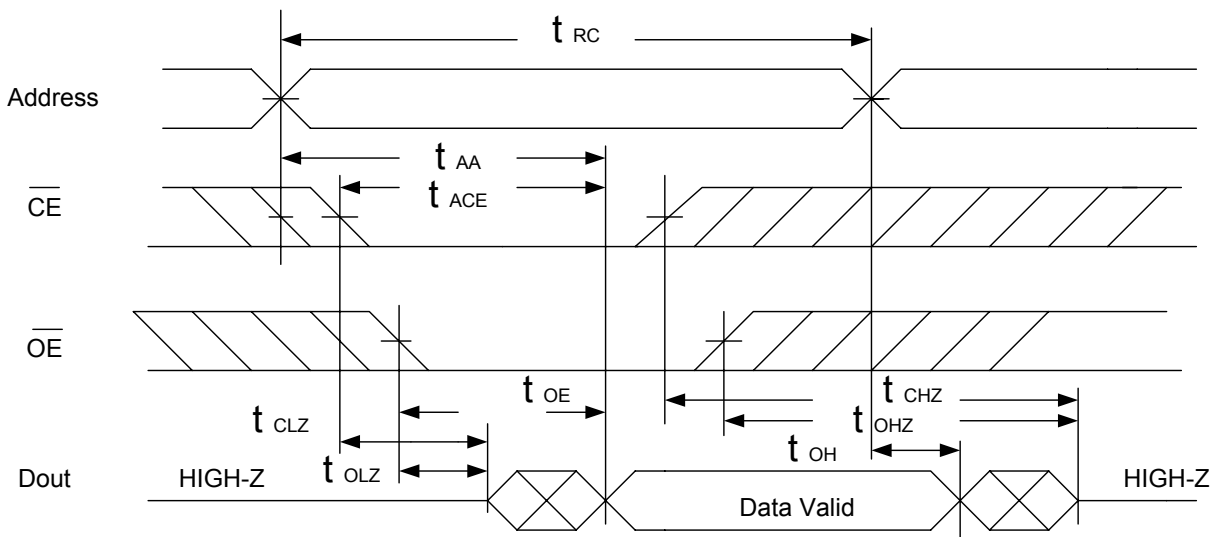 t RC
Address
t AA
CE
t ACE
OE
t OE
t CHZ
t CLZ
t OHZ
t OH
t OLZ
Dout
HIGH-Z
HIGH-Z
Data Valid